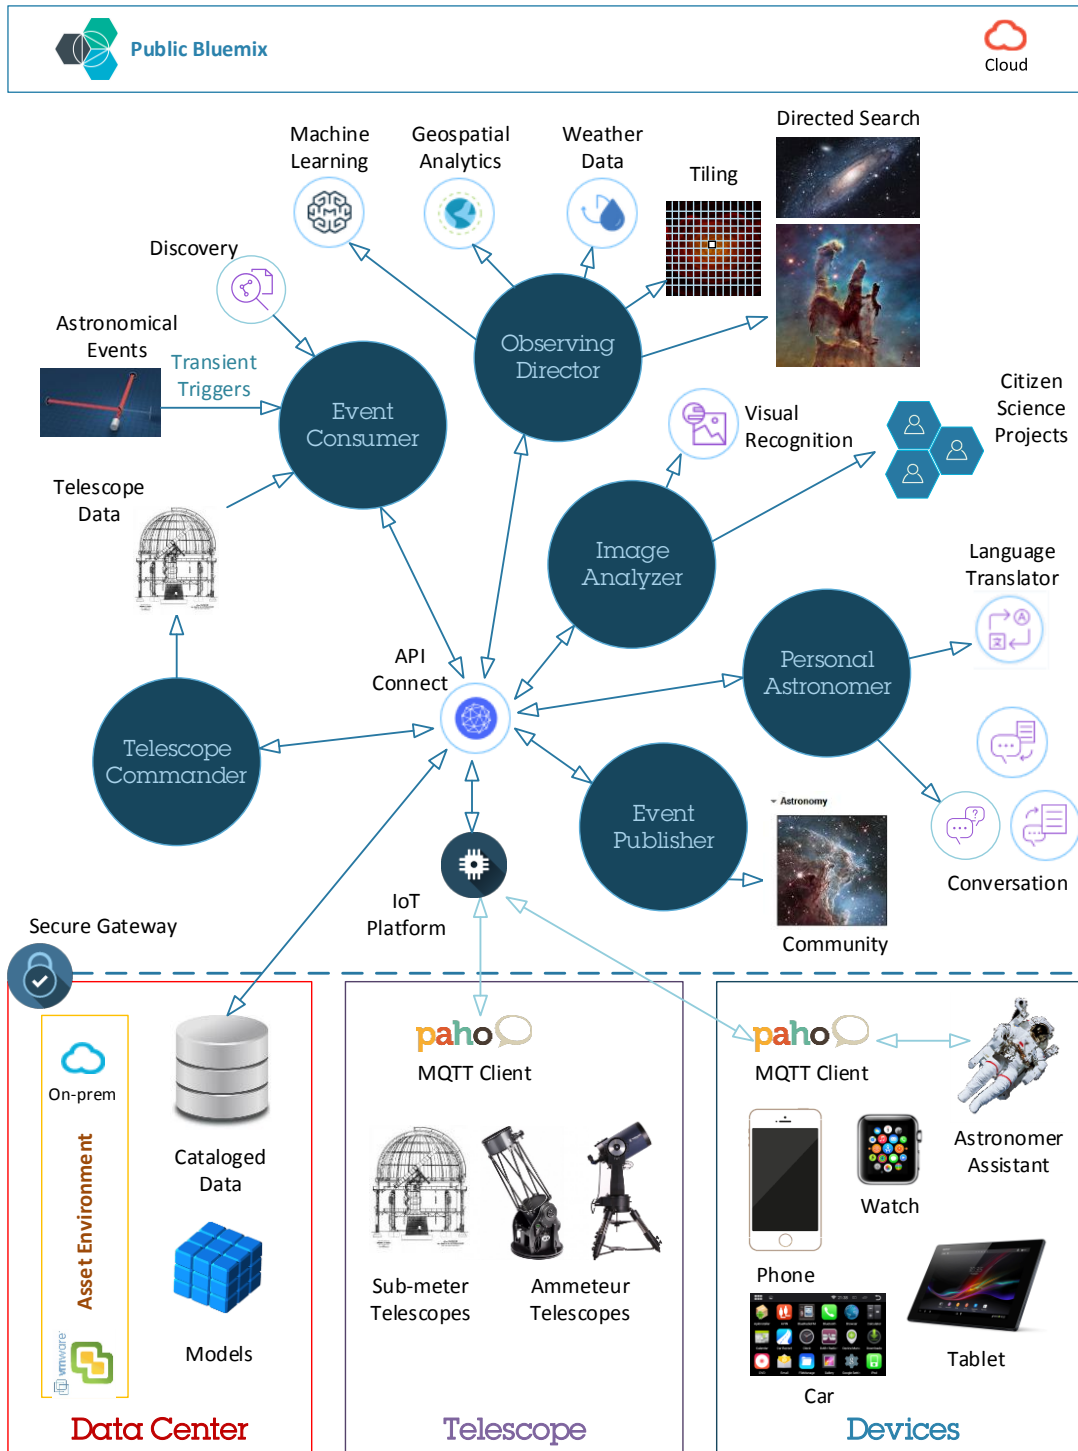 Public Bluemix
Cloud
Directed Search
Machine
Learning
Geospatial
Analytics
Weather
Data
Tiling
Discovery
Astronomical
Events
Transient
Triggers
Observing
Director
Event
Consumer
Citizen
Science
Projects
Visual
Recognition
Telescope
Data
Image
Analyzer
Language
Translator
API
Connect
Personal
Astronomer
Telescope
Commander
Event
Publisher
Astronomy
IoT
Platform
Conversation
Community
Secure Gateway
paho
MQTT Client
paho
MQTT Client
On-prem
Asset Environment
vmware
Cataloged
Data
Models
Sub-meter
Telescopes
Ammeteur
Telescopes
Astronomer
Assistant
Watch
Phone
Tablet
Car
Data Center
Telescope
Devices